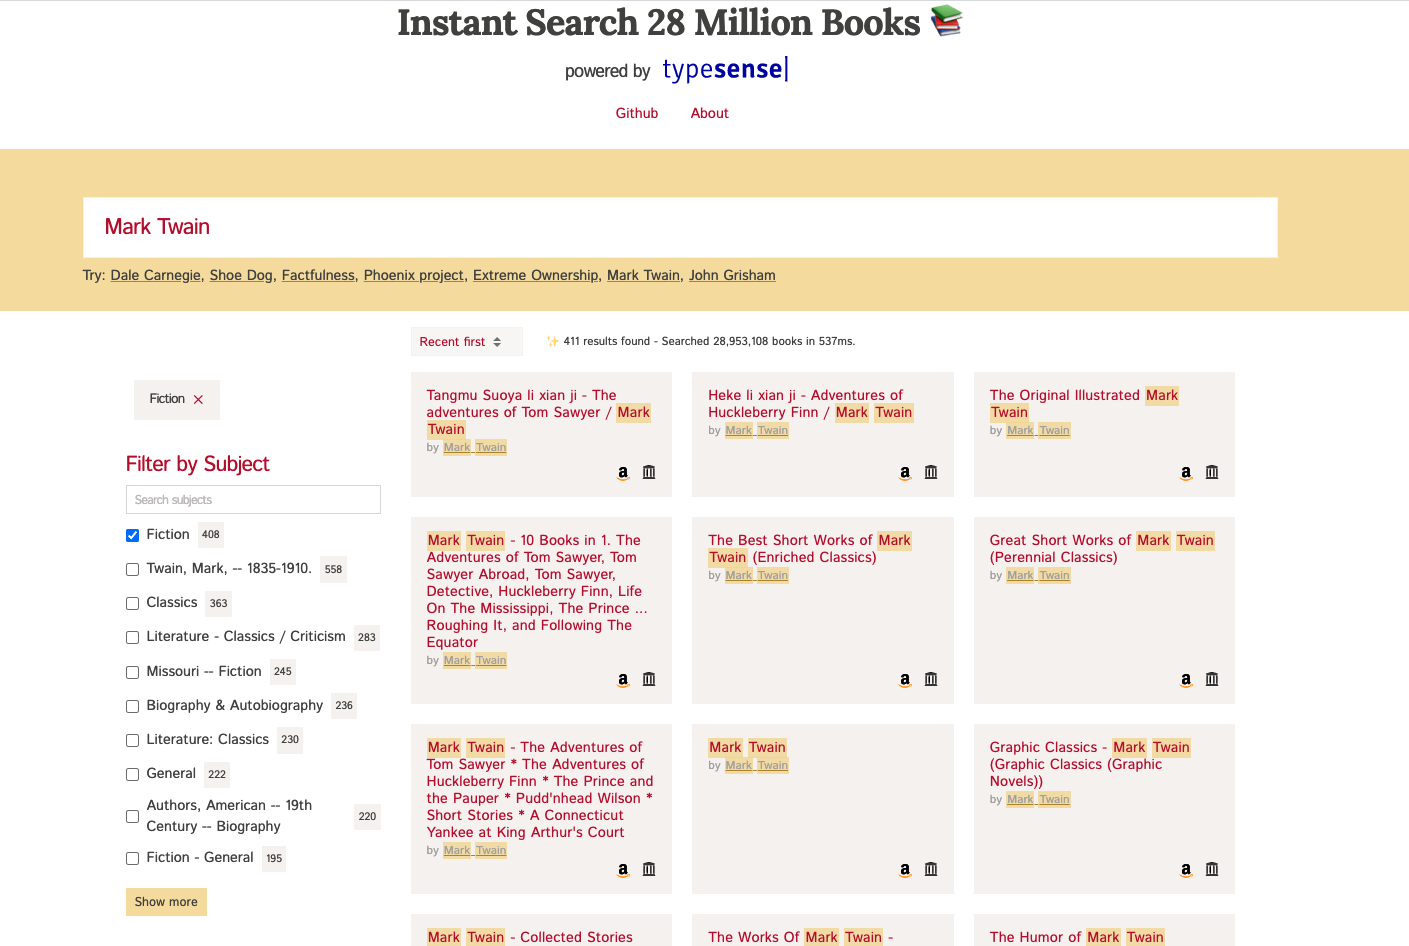 Instant Search 28 Million Books
powered by typesense
Github About
Mark Twain
Try: Dale Carnegie, Shoe Dog, Factfulness, Phoenix project, Extreme Ownership, Mark Twain, John Grisham
Recent first
✨ 411 results found - Searched 28,953,108 books in 537ms.
Fiction ×
Filter by Subject
Search subjects
Fiction 408
Twain, Mark, -- 1835-1910. 558
Classics 363
Literature - Classics / Criticism 283
Missouri -- Fiction 245
Biography & Autobiography 236
Literature: Classics 230
General 222
Authors, American -- 19th
Century -- Biography 220
Fiction - General 195
Show more
Tangmu Suoya li xian ji - The
adventures of Tom Sawyer / Mark
Twain
by Mark Twain
Heke li xian ji - Adventures of
Huckleberry Finn / Mark Twain
by Mark Twain
The Original Illustrated Mark
Twain
by Mark Twain
Mark Twain - 10 Books in 1. The
Adventures of Tom Sawyer, Tom
Sawyer Abroad, Tom Sawyer,
Detective, Huckleberry Finn, Life
On The Mississippi, The Prince ...
Roughing It, and Following The
Equator
by Mark Twain
The Best Short Works of Mark
Twain (Enriched Classics)
by Mark Twain
Great Short Works of Mark Twain
(Perennial Classics)
by Mark Twain
Mark Twain - The Adventures of
Tom Sawyer * The Adventures of
Huckleberry Finn * The Prince and
the Pauper * Pudd'nhead Wilson *
Short Stories * A Connecticut
Yankee at King Arthur's Court
by Mark Twain
Mark Twain
by Mark Twain
Graphic Classics - Mark Twain
(Graphic Classics (Graphic
Novels))
by Mark Twain
Mark Twain - Collected Stories
The Works Of Mark Twain -
The Humor of Mark Twain